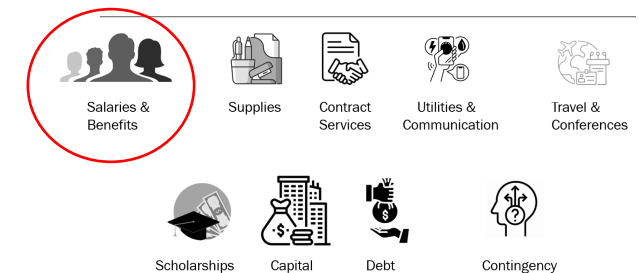 Salaries &
Benefits
Supplies
Contract
Services
Utilities &
Communication
Travel &
Conferences
Scholarships
Capital
Debt
Contingency